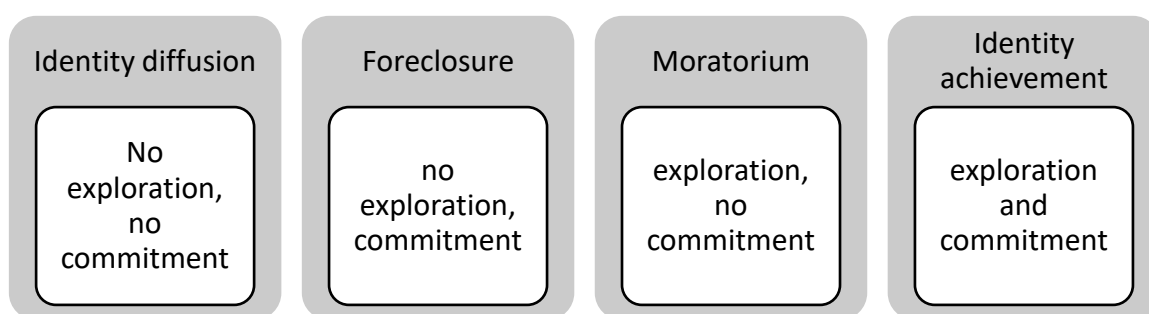 Identity diffusion
No
exploration,
no
commitment
Foreclosure
no
exploration,
commitment
Moratorium
exploration,
no
commitment
Identity
achievement
exploration
and
commitment